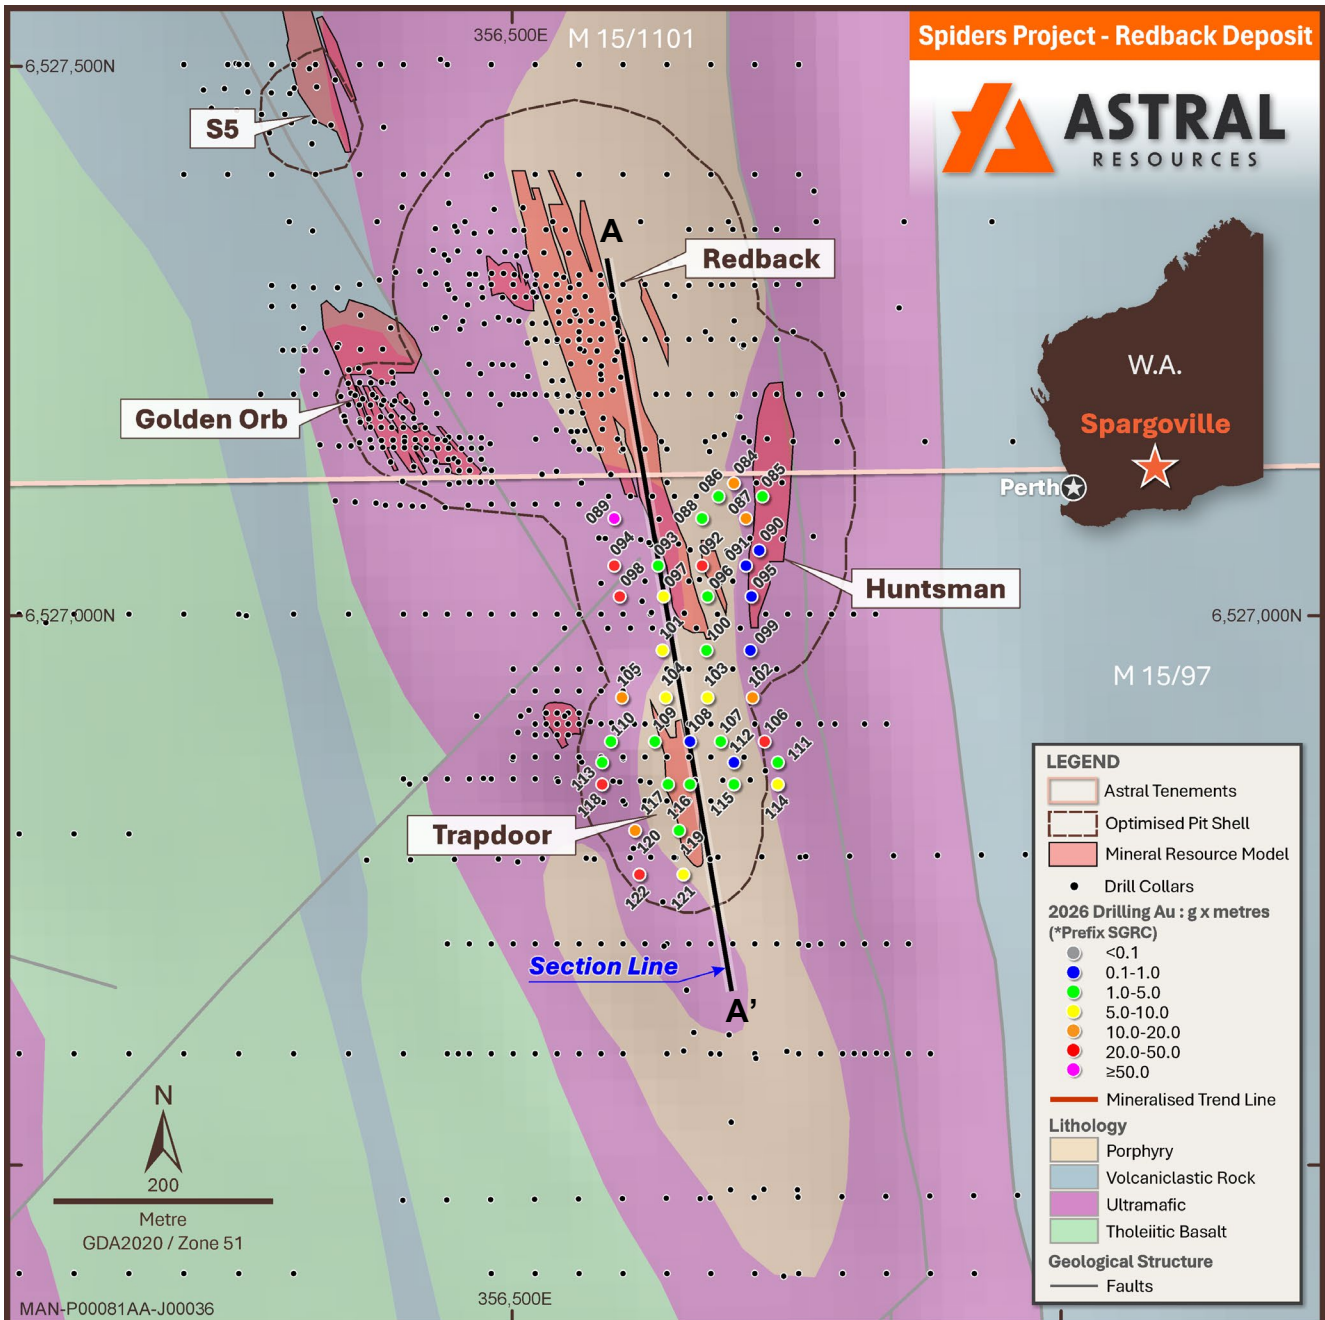 Spiders Project - Redback Deposit
ASTRAL
RESOURCES
356,500E
M 15/1101
6,527,500N
S5
A
Redback
W.A.
Spargoville
Perth
Golden Orb
084
086
085
087
088
089
090
091
092
093
094
095
096
097
098
Huntsman
6,527,000N
6,527,000N
099
100
101
M 15/97
102
103
104
105
106
107
108
109
110
111
112
113
114
115
116
117
118
Trapdoor
119
120
121
122
Section Line
A’
LEGEND
Astral Tenements
Optimised Pit Shell
Mineral Resource Model
Drill Collars
2026 Drilling Au : g x metres
(*Prefix SGRC)
<0.1
0.1-1.0
1.0-5.0
5.0-10.0
10.0-20.0
20.0-50.0
≥50.0
Mineralised Trend Line
Lithology
Porphyry
Volcaniclastic Rock
Ultramafic
Tholeiitic Basalt
Geological Structure
Faults
N
200
Metre
GDA2020 / Zone 51
MAN-P00081AA-J00036
356,500E